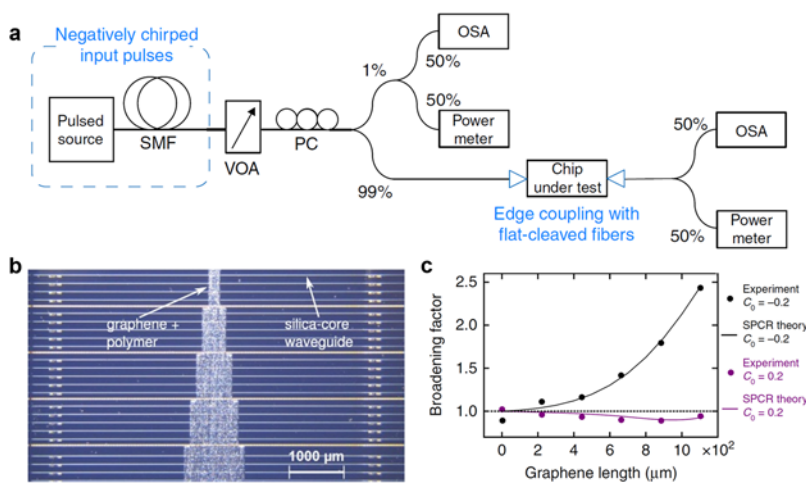 a
Negatively chirped
input pulses
Pulsed
source
SMF
VOA
PC
1%
99%
50%
50%
OSA
Power
meter
Chip
under test
Edge coupling with
flat-cleaved fibers
50%
50%
OSA
Power
meter
b
graphene +
polymer
silica-core
waveguide
1000 μm
c
Broadening factor
2.5
2.0
1.5
1.0
0
2
4
6
8
10
×10²
Graphene length (μm)
Experiment
C₀ = −0.2
SPCR theory
C₀ = −0.2
Experiment
C₀ = 0.2
SPCR theory
C₀ = 0.2